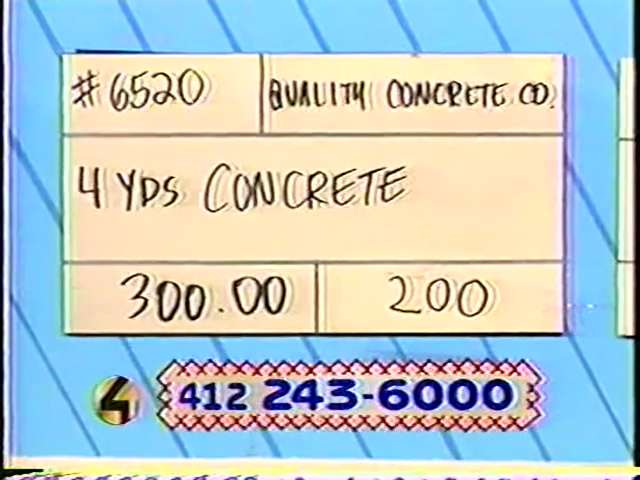 #6520 QUALITY CONCRETE CO.
4 YDS CONCRETE
300.00 200
4 412 243-6000